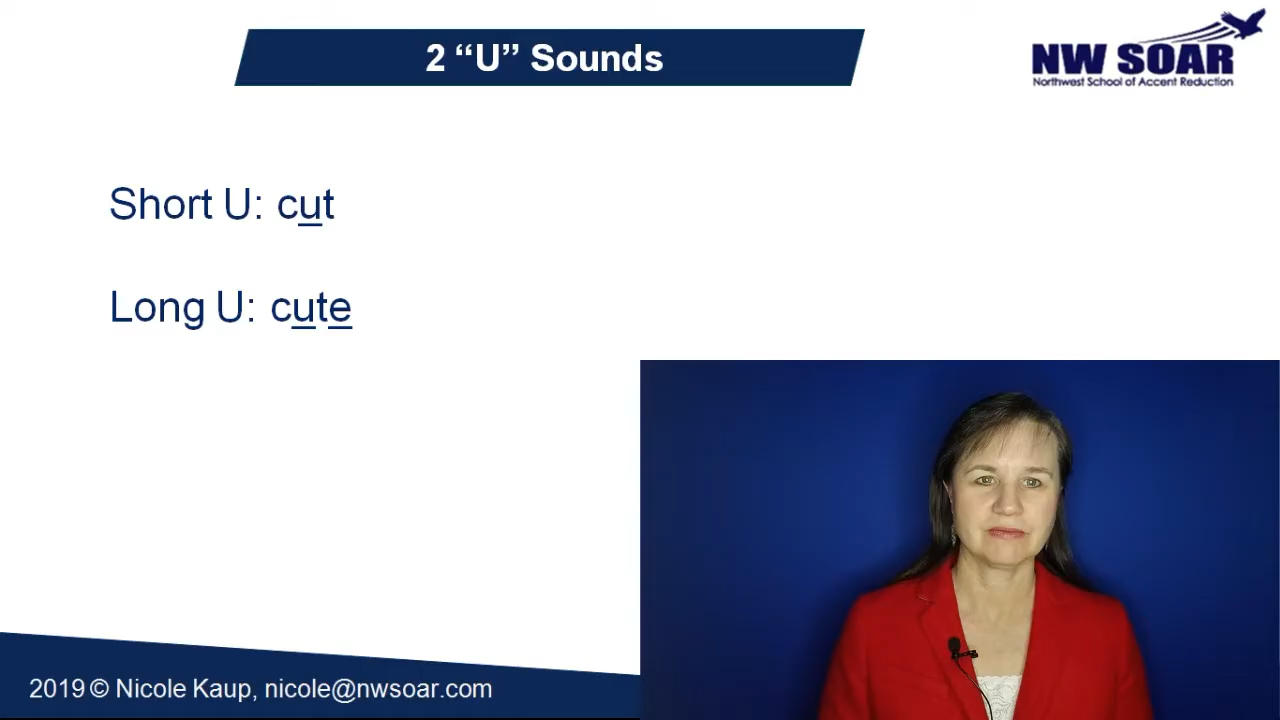 2 “U” Sounds
NW SOAR
Northwest School of Accent Reduction
Short U: cut
Long U: cute
2019 © Nicole Kaup, nicole@nwsoar.com